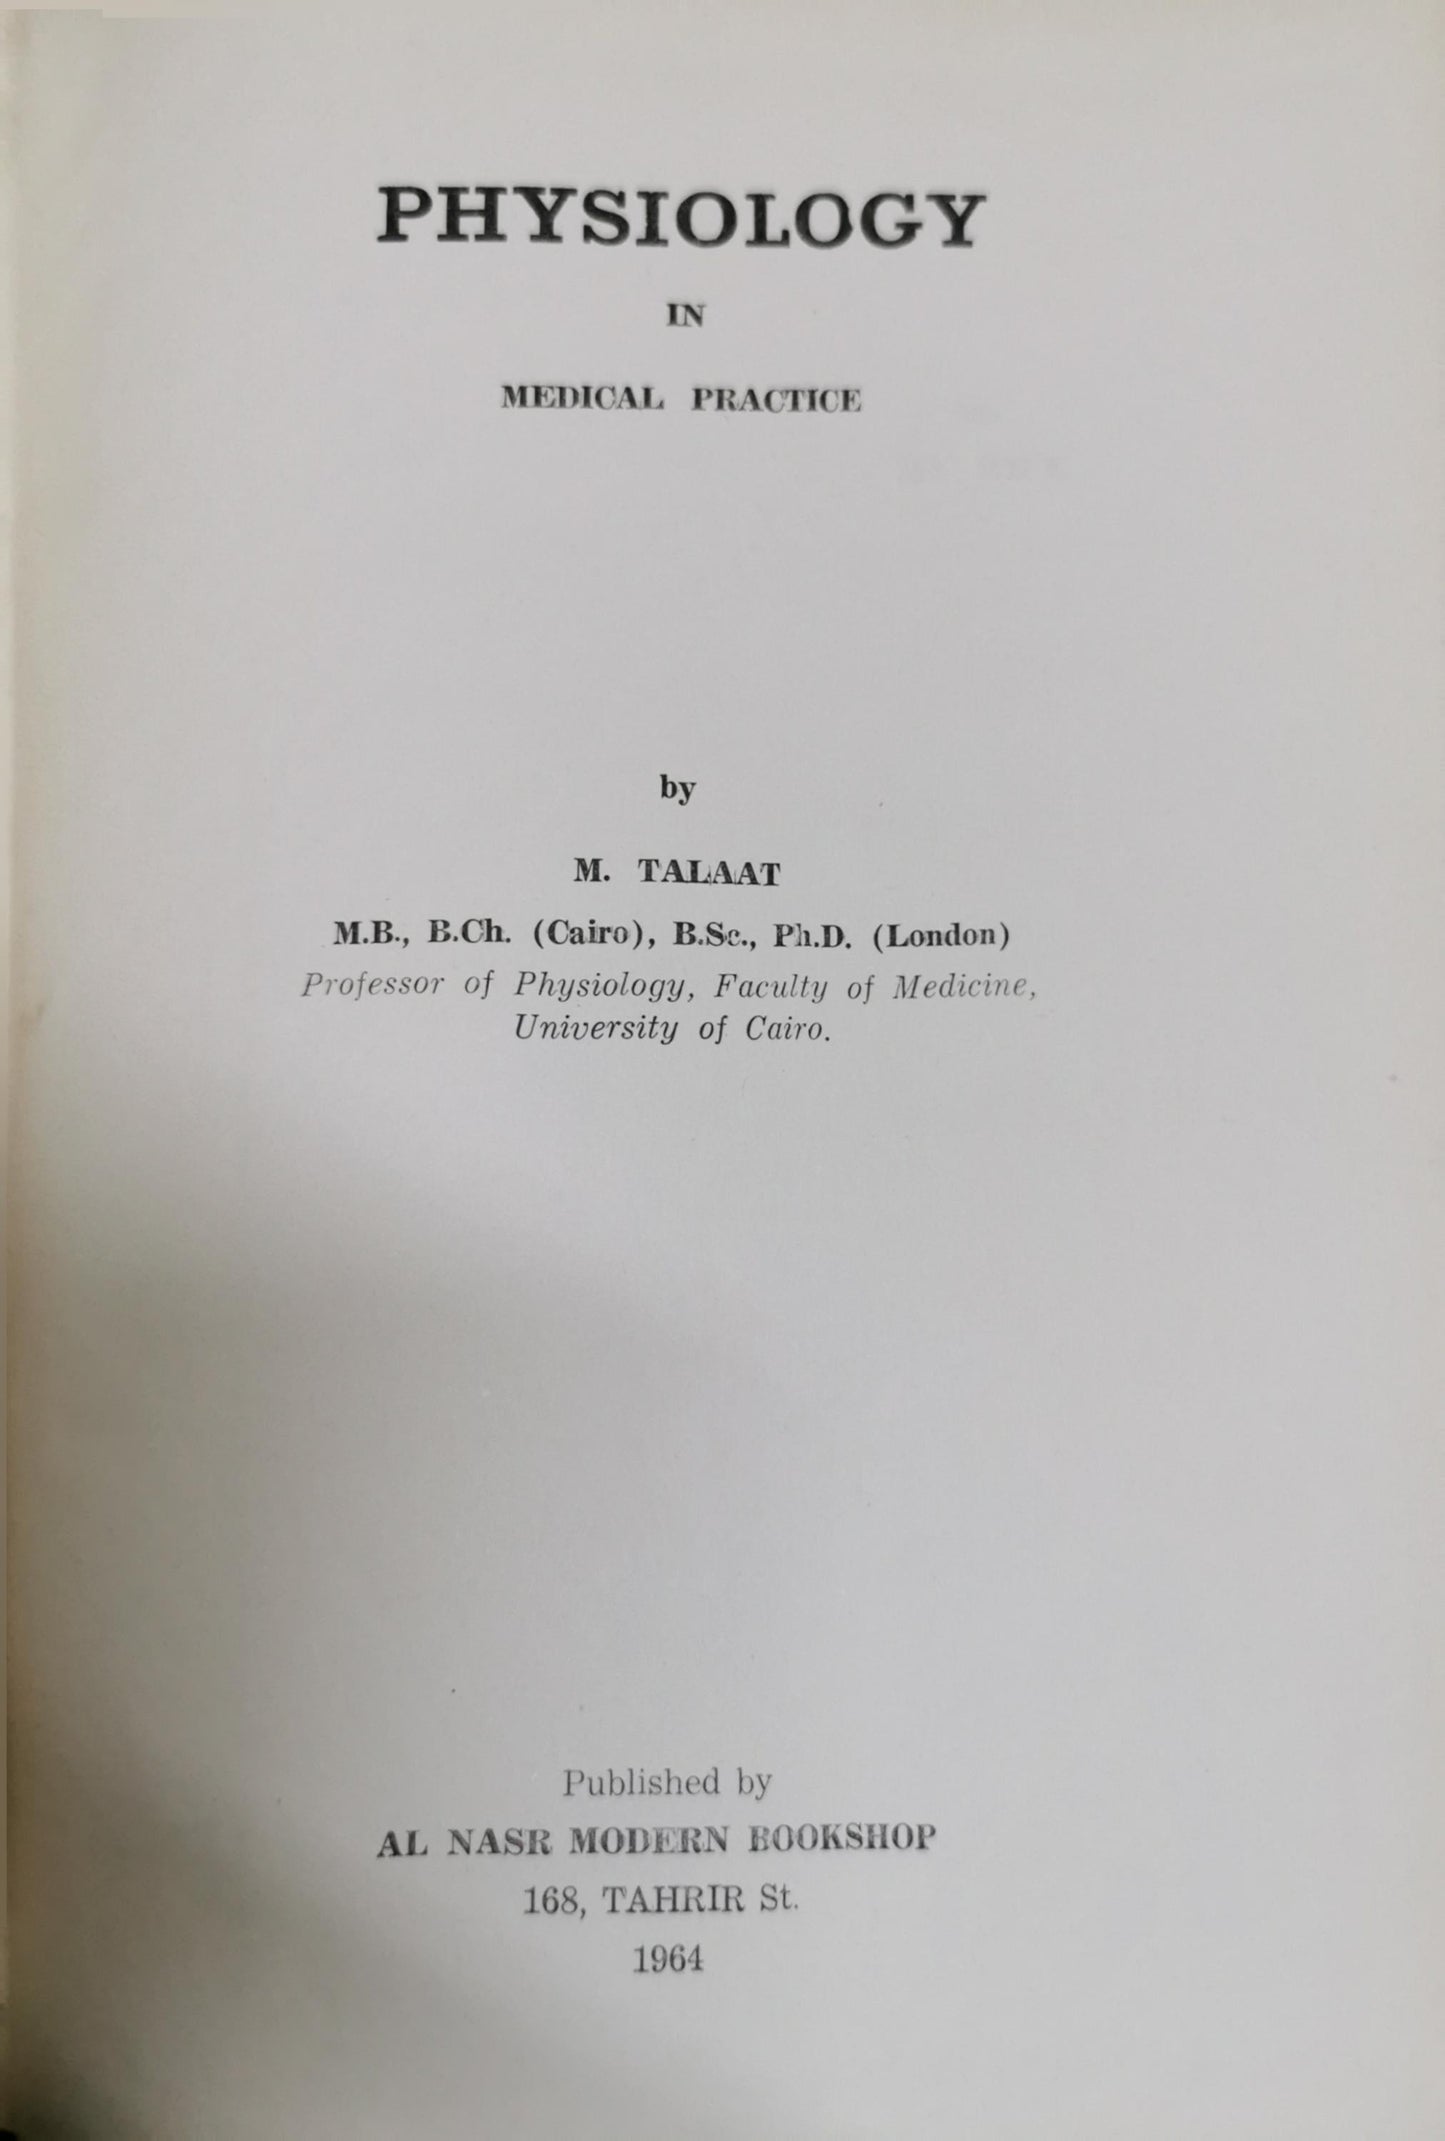 PHYSIOLOGY
IN
MEDICAL PRACTICE
by
M. TALAAT
M.B., B.Ch. (Cairo), B.Sc., Ph.D. (London)
Professor of Physiology, Faculty of Medicine,
University of Cairo.
Published by
AL NASR MODERN BOOKSHOP
168, TAHRIR St.
1964